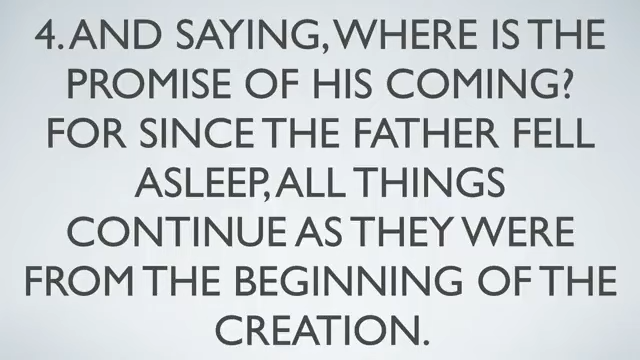 4. AND SAYING, WHERE IS THE
PROMISE OF HIS COMING?
FOR SINCE THE FATHER FELL
ASLEEP, ALL THINGS
CONTINUE AS THEY WERE
FROM THE BEGINNING OF THE
CREATION.